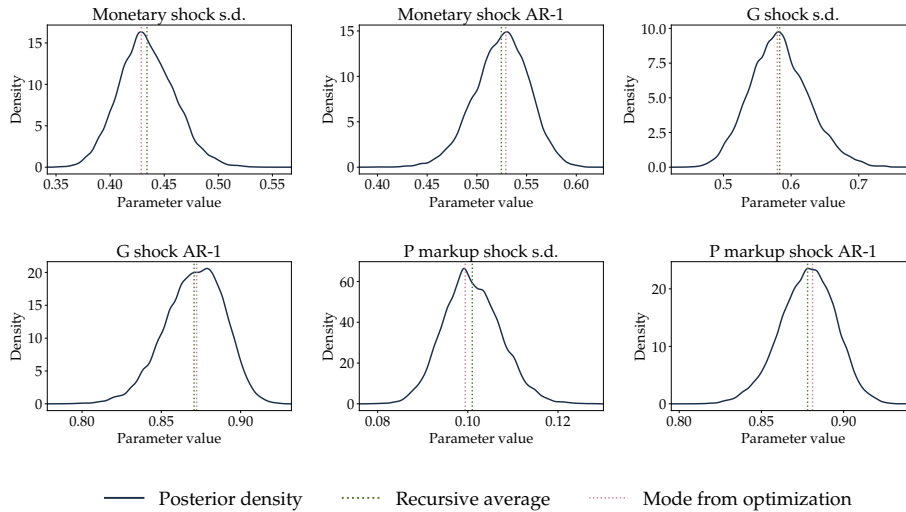 Monetary shock s.d.
Density
15
10
5
0
0.35 0.40 0.45 0.50 0.55
Parameter value
Monetary shock AR-1
Density
15
10
5
0
0.40 0.45 0.50 0.55 0.60
Parameter value
G shock s.d.
Density
10.0
7.5
5.0
2.5
0.0
0.5 0.6 0.7
Parameter value
G shock AR-1
Density
20
15
10
5
0
0.80 0.85 0.90
Parameter value
P markup shock s.d.
Density
60
40
20
0
0.08 0.10 0.12
Parameter value
P markup shock AR-1
Density
20
10
0
0.80 0.85 0.90
Parameter value
Posterior density Recursive average Mode from optimization